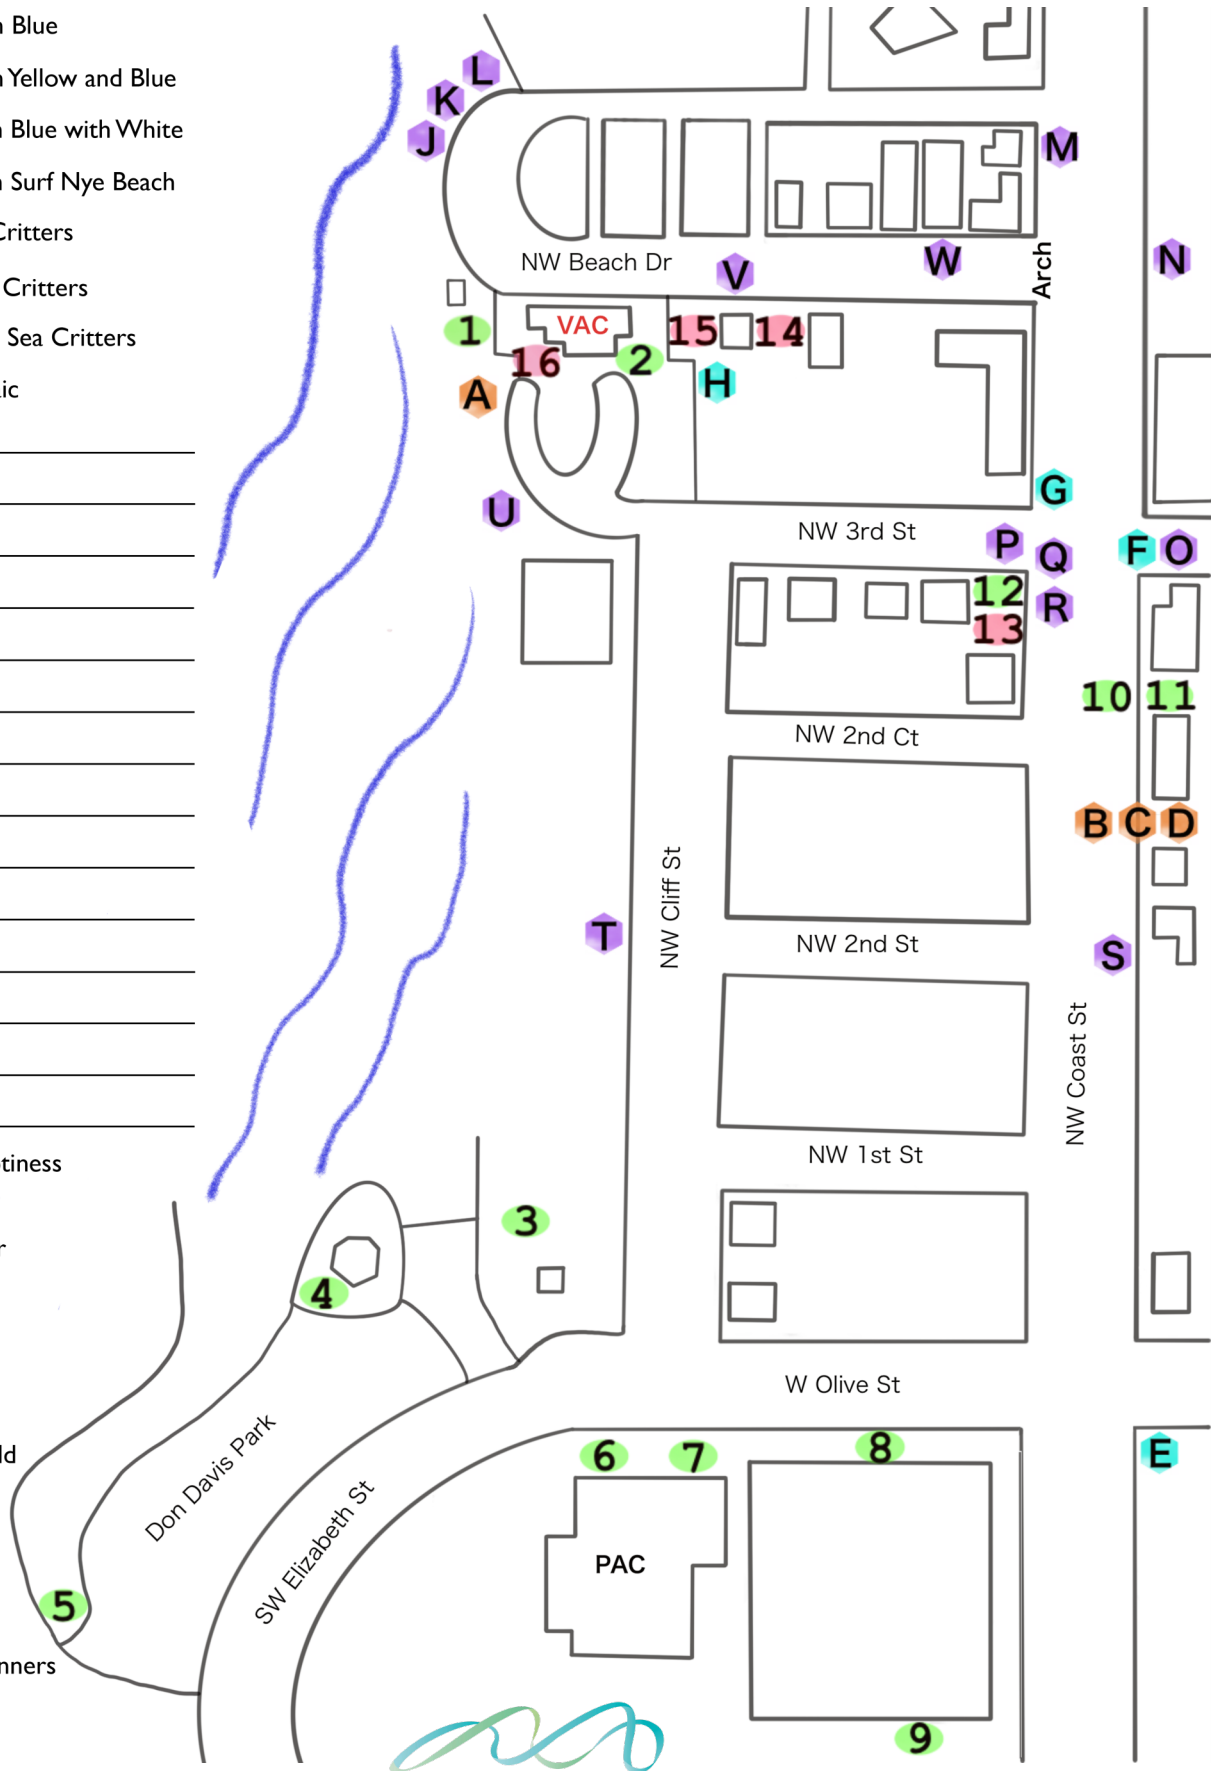 n Blue
n Yellow and Blue
n Blue with White
n Surf Nye Beach
Critters
Critters
Sea Critters
ic
tiness
r
ld
nners
L
K
J
M
N
Arch
NW Beach Dr
V
W
1
VAC
15
14
16
2
H
A
G
U
NW 3rd St
P
Q
F
O
12
R
13
10
11
NW 2nd Ct
B
C
D
NW Cliff St
T
NW 2nd St
S
NW Coast St
NW 1st St
3
4
W Olive St
Don Davis Park
SW Elizabeth St
6
7
8
E
PAC
5
9